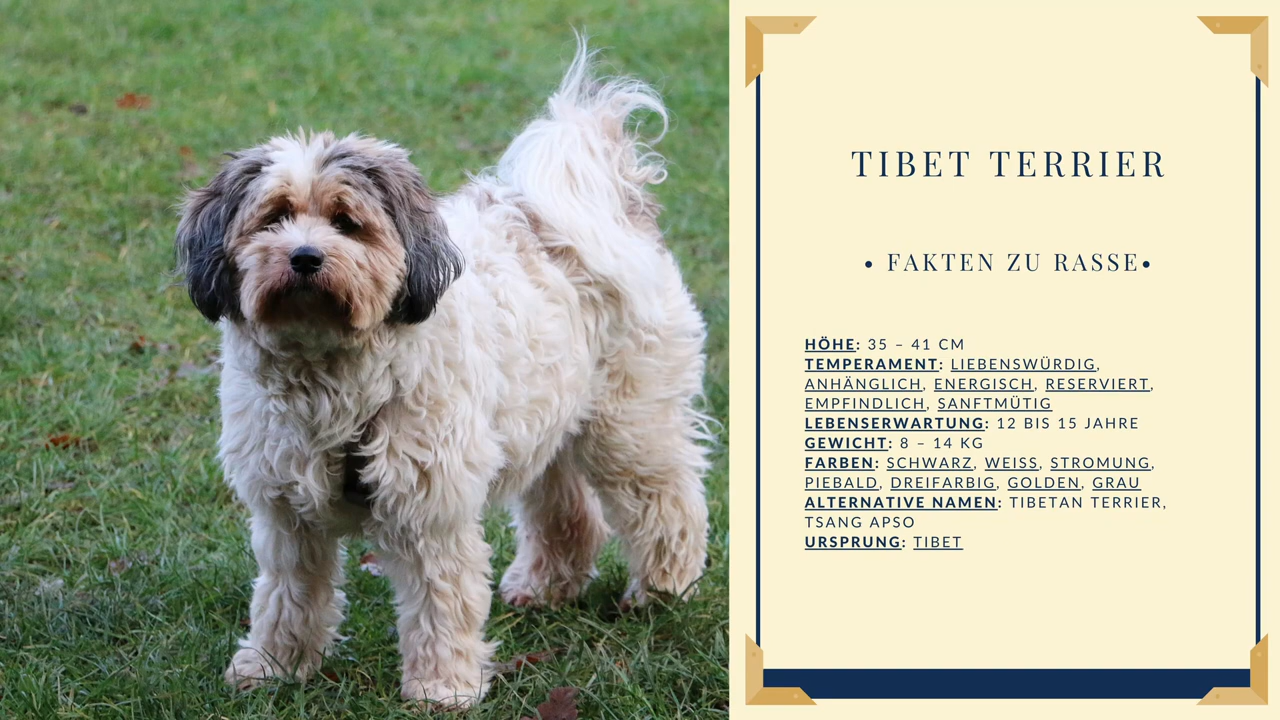 TIBET TERRIER
• FAKTEN ZU RASSE•
HÖHE: 35 – 41 CM
TEMPERAMENT: LIEBENSWÜRDIG,
ANHÄNGLICH, ENERGISCH, RESERVIERT,
EMPFINDLICH, SANFTMÜTIG
LEBENSERWARTUNG: 12 BIS 15 JAHRE
GEWICHT: 8 – 14 KG
FARBEN: SCHWARZ, WEISS, STROMUNG,
PIEBALD, DREIFARBIG, GOLDEN, GRAU
ALTERNATIVE NAMEN: TIBETAN TERRIER,
TSANG APSO
URSPRUNG: TIBET